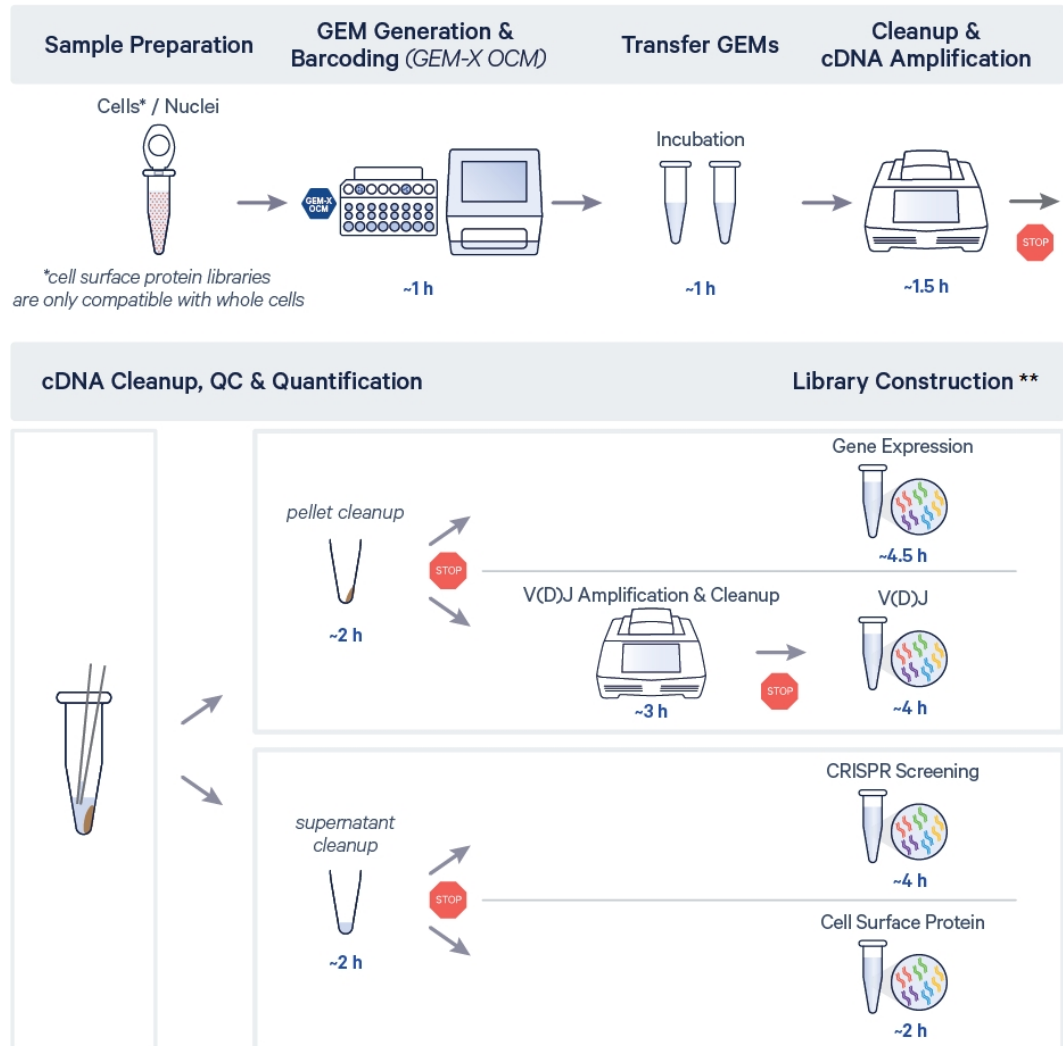 Sample Preparation
GEM Generation &
Barcoding (GEM-X OCM)
Transfer GEMs
Cleanup &
cDNA Amplification
Cells* / Nuclei
*cell surface protein libraries
are only compatible with whole cells
GEM-X
OCM
~1 h
Incubation
~1 h
~1.5 h
STOP
cDNA Cleanup, QC & Quantification
Library Construction **
pellet cleanup
~2 h
STOP
Gene Expression
~4.5 h
V(D)J Amplification & Cleanup
~3 h
STOP
V(D)J
~4 h
supernatant
cleanup
~2 h
STOP
CRISPR Screening
~4 h
Cell Surface Protein
~2 h